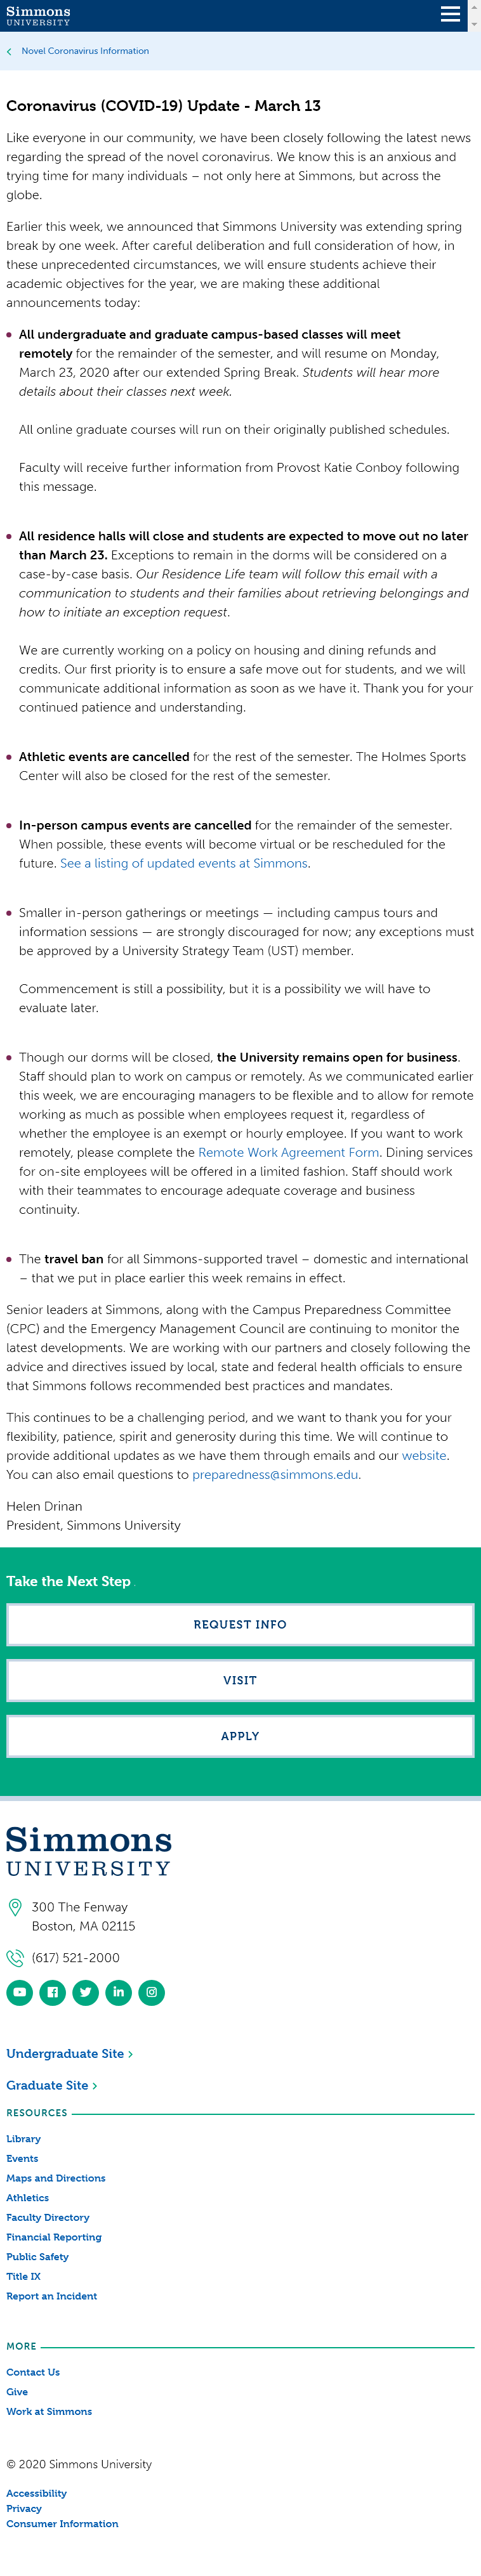 Simmons
UNIVERSITY
Novel Coronavirus Information
Coronavirus (COVID-19) Update - March 13
Like everyone in our community, we have been closely following the latest news
regarding the spread of the novel coronavirus. We know this is an anxious and
trying time for many individuals – not only here at Simmons, but across the
globe.
Earlier this week, we announced that Simmons University was extending spring
break by one week. After careful deliberation and full consideration of how, in
these unprecedented circumstances, we will ensure students achieve their
academic objectives for the year, we are making these additional
announcements today:
All undergraduate and graduate campus-based classes will meet
remotely for the remainder of the semester, and will resume on Monday,
March 23, 2020 after our extended Spring Break. Students will hear more
details about their classes next week.
All online graduate courses will run on their originally published schedules.
Faculty will receive further information from Provost Katie Conboy following
this message.
All residence halls will close and students are expected to move out no later
than March 23. Exceptions to remain in the dorms will be considered on a
case-by-case basis. Our Residence Life team will follow this email with a
communication to students and their families about retrieving belongings and
how to initiate an exception request.
We are currently working on a policy on housing and dining refunds and
credits. Our first priority is to ensure a safe move out for students, and we will
communicate additional information as soon as we have it. Thank you for your
continued patience and understanding.
Athletic events are cancelled for the rest of the semester. The Holmes Sports
Center will also be closed for the rest of the semester.
In-person campus events are cancelled for the remainder of the semester.
When possible, these events will become virtual or be rescheduled for the
future. See a listing of updated events at Simmons.
Smaller in-person gatherings or meetings — including campus tours and
information sessions — are strongly discouraged for now; any exceptions must
be approved by a University Strategy Team (UST) member.
Commencement is still a possibility, but it is a possibility we will have to
evaluate later.
Though our dorms will be closed, the University remains open for business.
Staff should plan to work on campus or remotely. As we communicated earlier
this week, we are encouraging managers to be flexible and to allow for remote
working as much as possible when employees request it, regardless of
whether the employee is an exempt or hourly employee. If you want to work
remotely, please complete the Remote Work Agreement Form. Dining services
for on-site employees will be offered in a limited fashion. Staff should work
with their teammates to encourage adequate coverage and business
continuity.
The travel ban for all Simmons-supported travel – domestic and international
– that we put in place earlier this week remains in effect.
Senior leaders at Simmons, along with the Campus Preparedness Committee
(CPC) and the Emergency Management Council are continuing to monitor the
latest developments. We are working with our partners and closely following the
advice and directives issued by local, state and federal health officials to ensure
that Simmons follows recommended best practices and mandates.
This continues to be a challenging period, and we want to thank you for your
flexibility, patience, spirit and generosity during this time. We will continue to
provide additional updates as we have them through emails and our website.
You can also email questions to preparedness@simmons.edu.
Helen Drinan
President, Simmons University
Take the Next Step
REQUEST INFO
VISIT
APPLY
Simmons
UNIVERSITY
300 The Fenway
Boston, MA 02115
(617) 521-2000
Undergraduate Site
Graduate Site
RESOURCES
Library
Events
Maps and Directions
Athletics
Faculty Directory
Financial Reporting
Public Safety
Title IX
Report an Incident
MORE
Contact Us
Give
Work at Simmons
© 2020 Simmons University
Accessibility
Privacy
Consumer Information